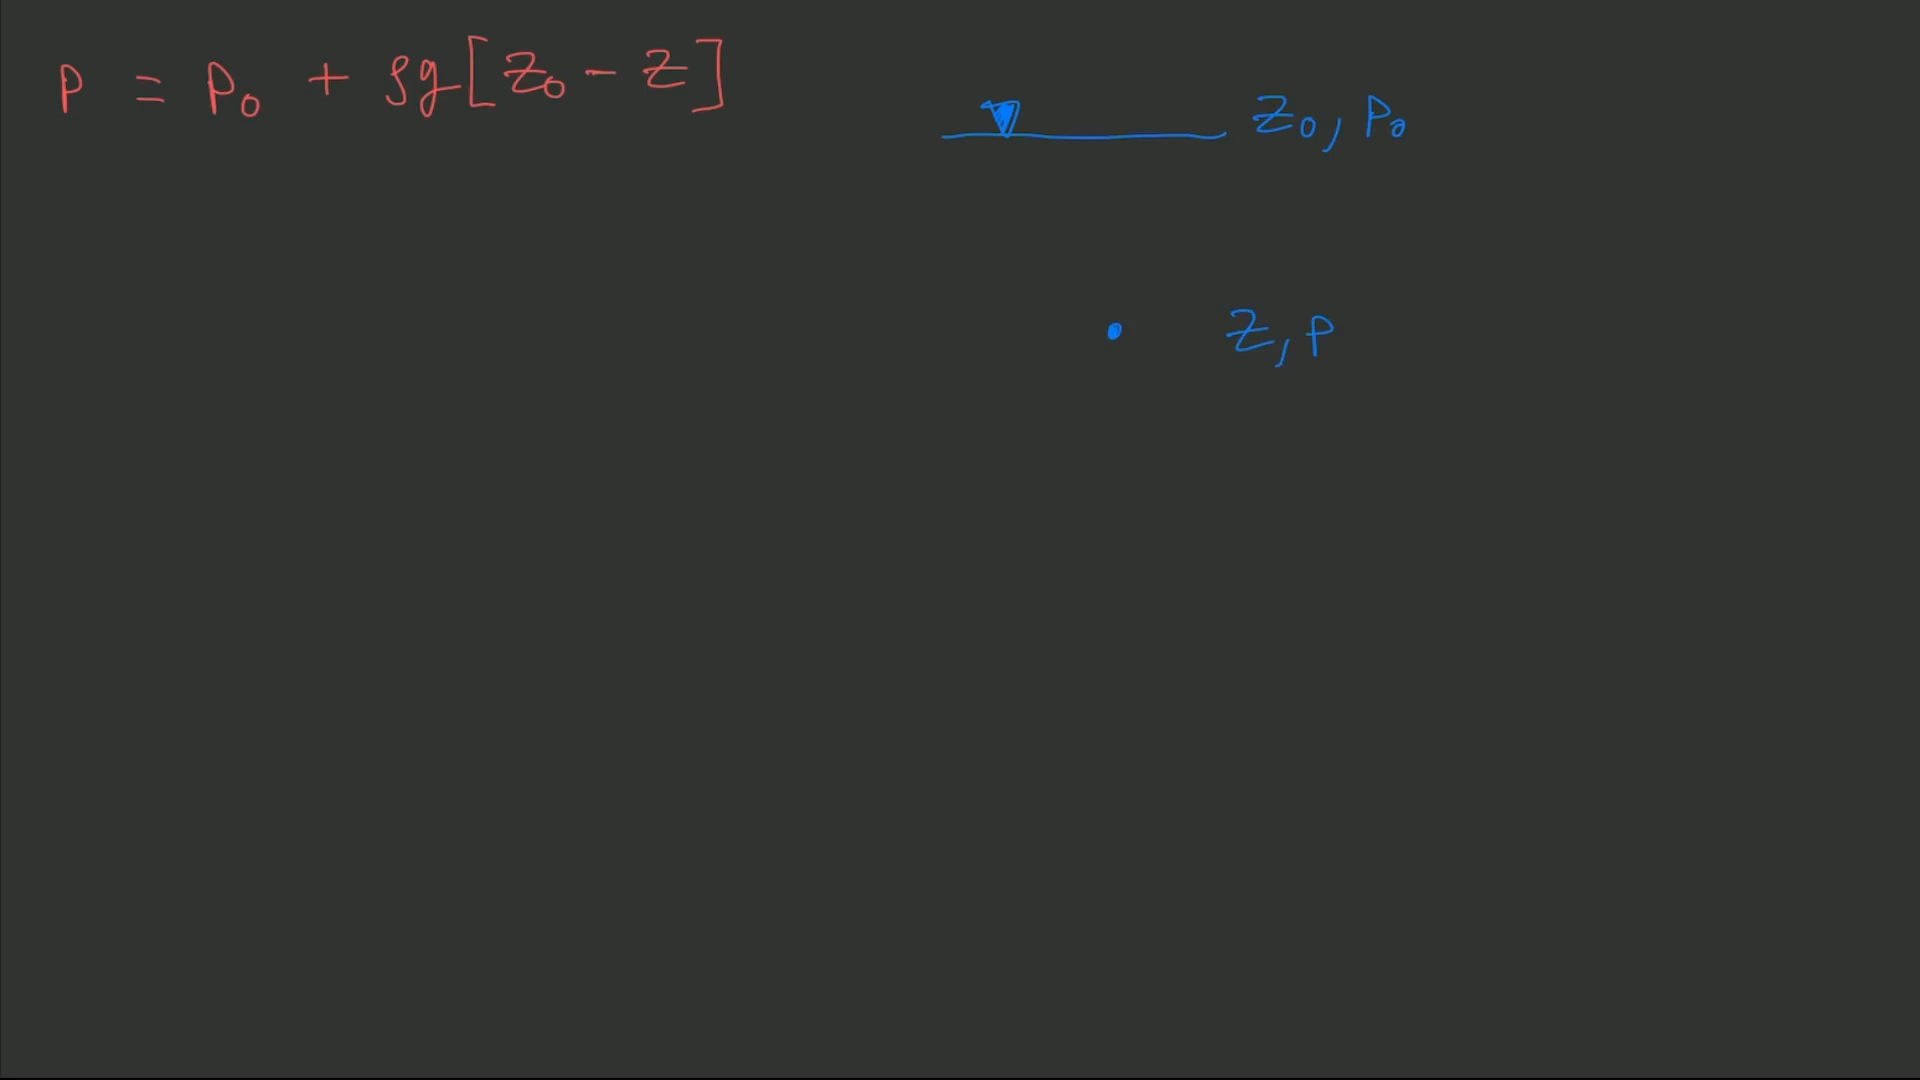 p = p₀ + ρg[z₀ - z]
z₀, p₀
z, p